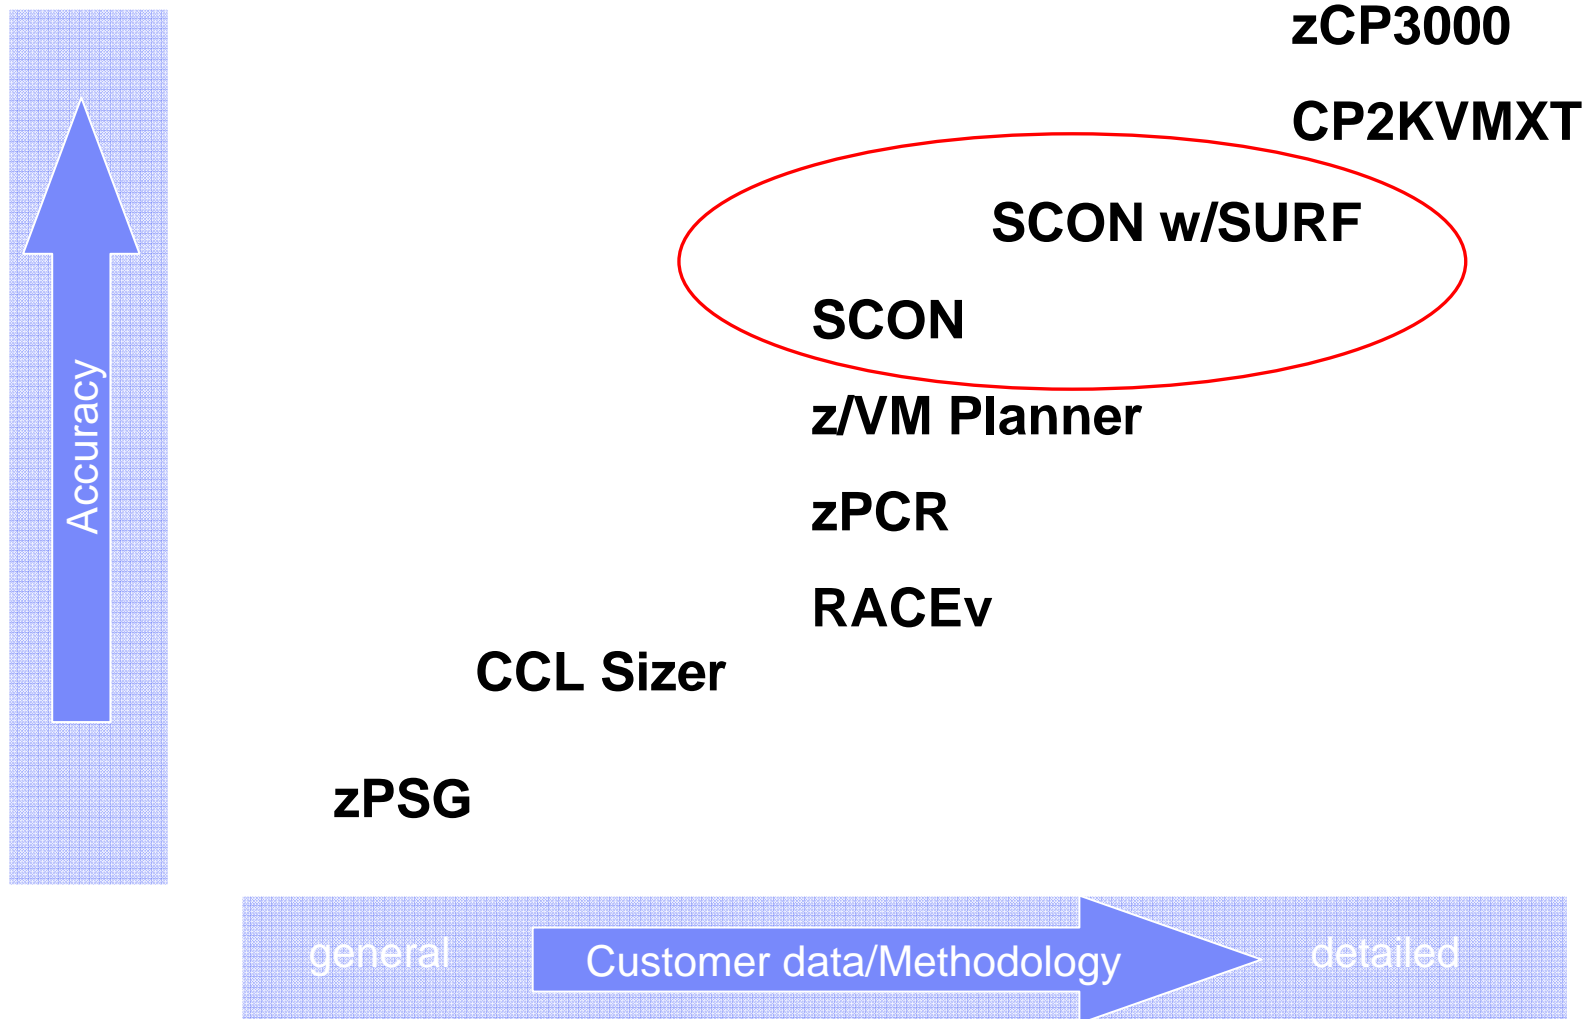 zCP3000
CP2KVMXT
SCON w/SURF
SCON
z/VM Planner
zPCR
RACEv
CCL Sizer
zPSG
Accuracy
general
Customer data/Methodology
detailed